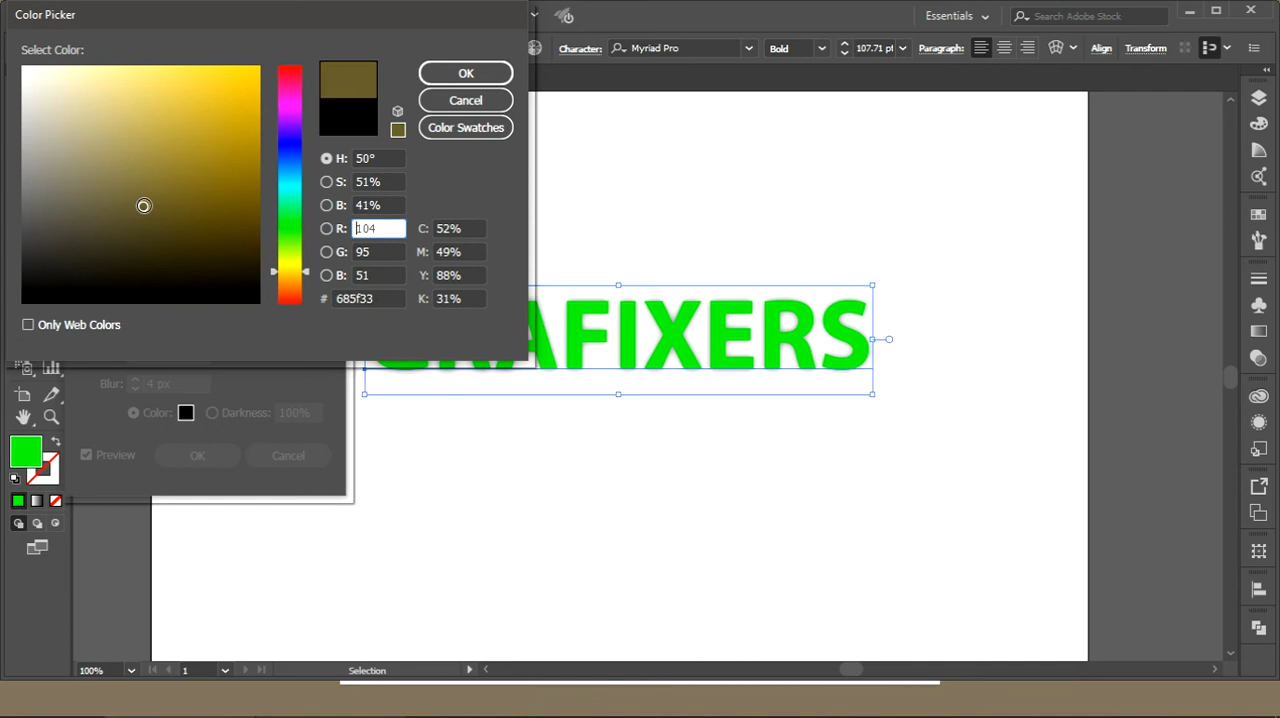 Color Picker
Essentials
Search Adobe Stock
Select Color:
OK
Cancel
Color Swatches
Character:
Myriad Pro
Bold
107.71 pt
Paragraph:
Align
Transform
H: 50°
S: 51%
B: 41%
R: 104
C: 52%
G: 95
M: 49%
B: 51
Y: 88%
# 685f33
K: 31%
Only Web Colors
GRAFIXERS
Blur: 4 px
Color:
Darkness: 100%
Preview
OK
Cancel
100%
1
Selection